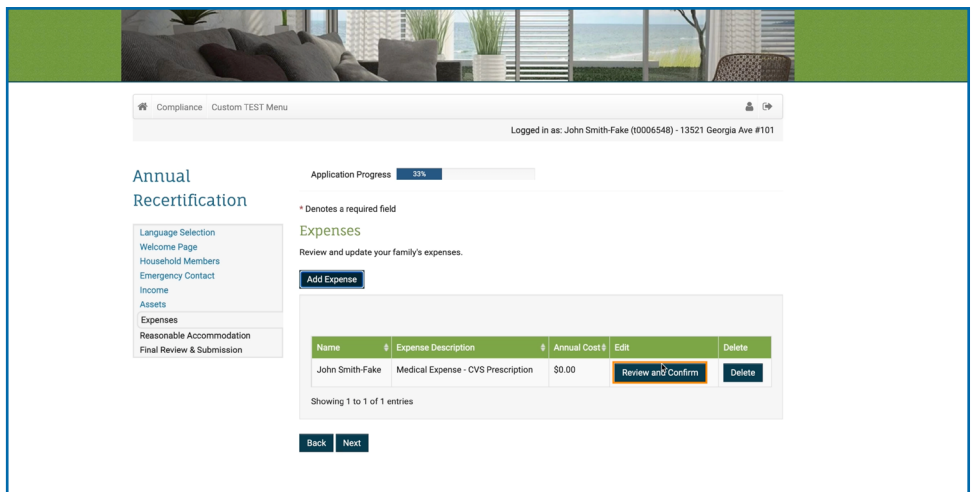 Compliance Custom TEST Menu
Logged in as: John Smith-Fake (t0006548) - 13521 Georgia Ave #101
Annual
Recertification
Language Selection
Welcome Page
Household Members
Emergency Contact
Income
Assets
Expenses
Reasonable Accommodation
Final Review & Submission
Application Progress 33%
* Denotes a required field
Expenses
Review and update your family's expenses.
Add Expense
Name Expense Description Annual Cost Edit Delete
John Smith-Fake Medical Expense - CVS Prescription $0.00 Review and Confirm Delete
Showing 1 to 1 of 1 entries
Back Next